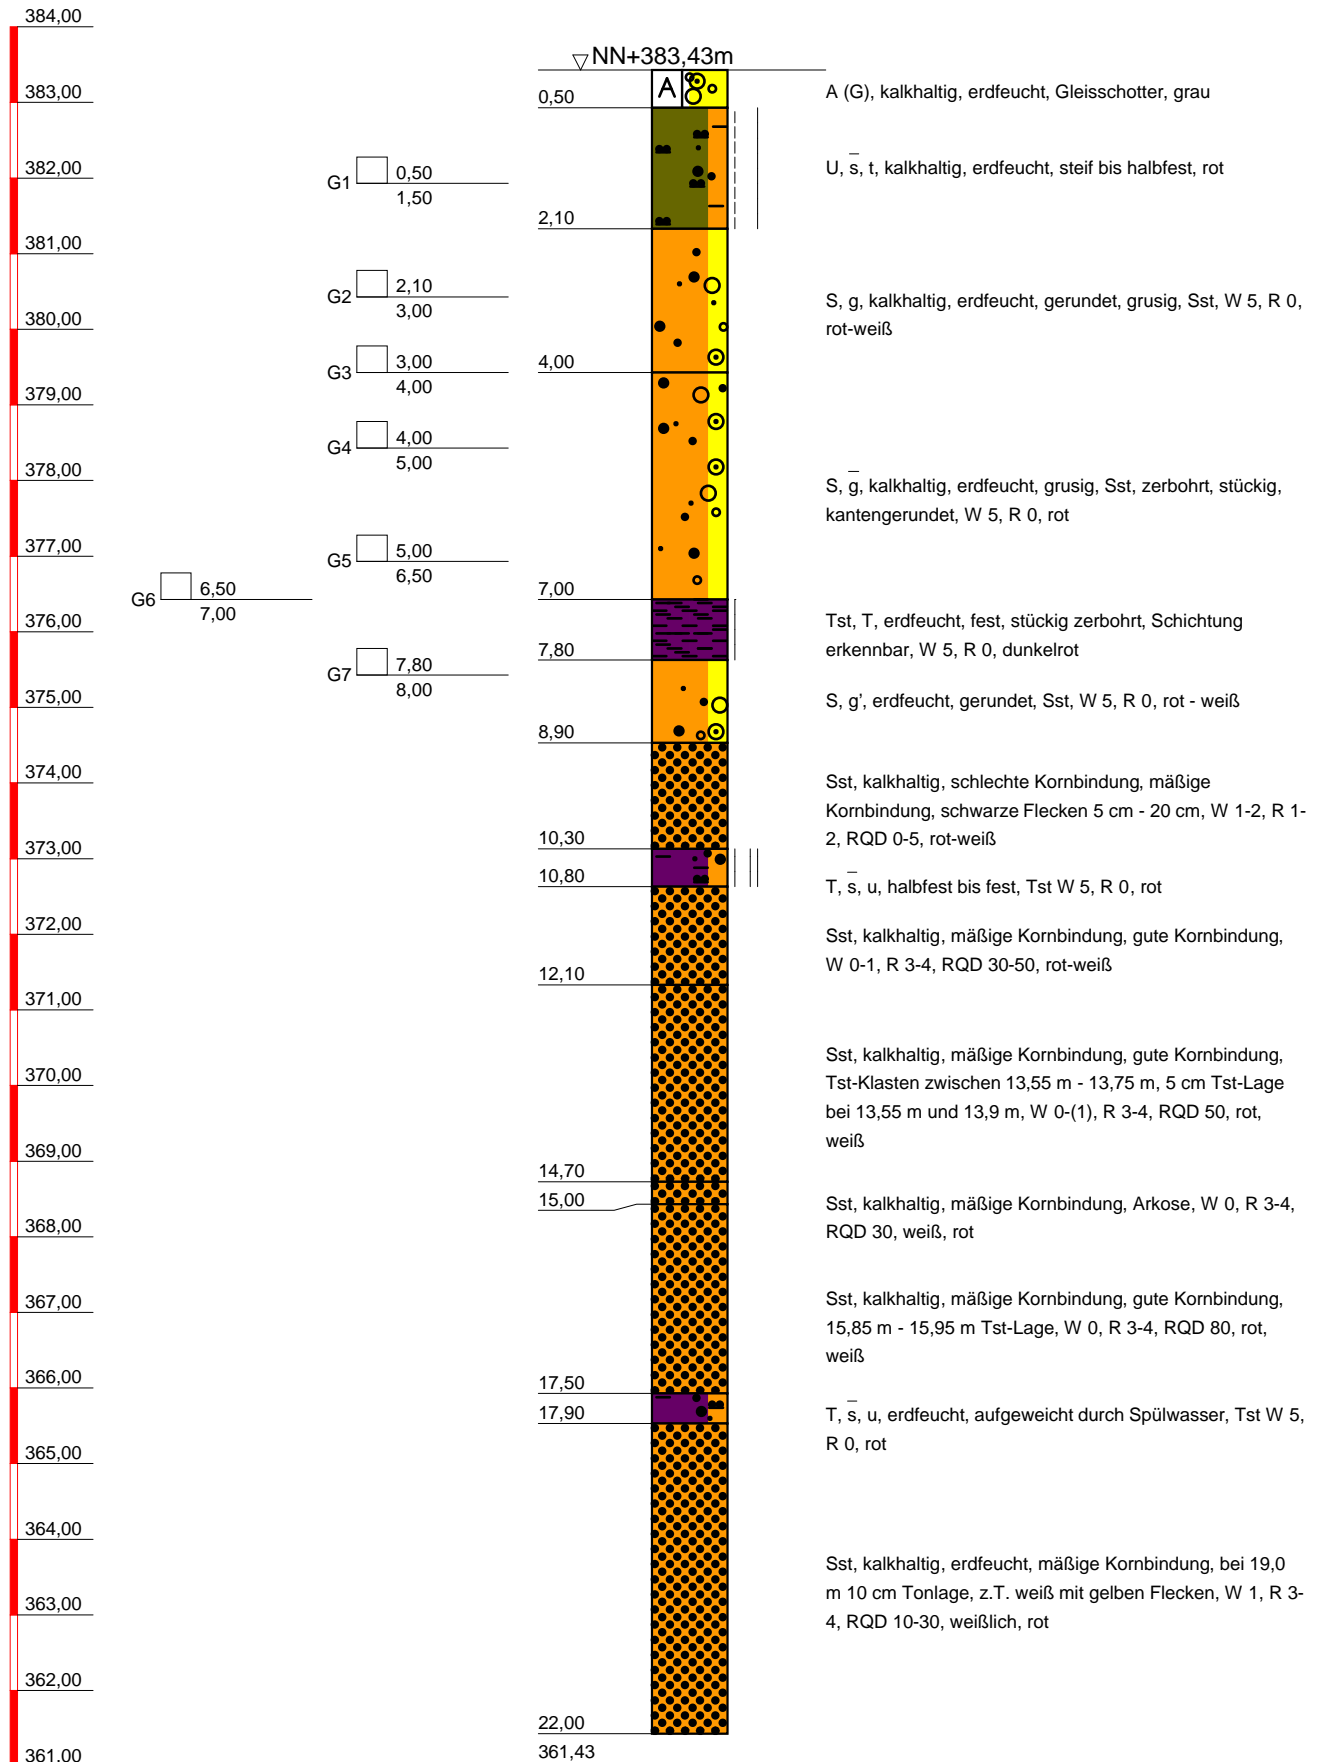 384,00
NN+383,43m
383,00
0,50
A
A (G), kalkhaltig, erdfeucht, Gleisschotter, grau
382,00
G1
0,50
1,50
U, s̅, t, kalkhaltig, erdfeucht, steif bis halbfest, rot
2,10
381,00
G2
2,10
3,00
S, g, kalkhaltig, erdfeucht, gerundet, grusig, Sst, W 5, R 0,
rot-weiß
380,00
G3
3,00
4,00
4,00
379,00
G4
4,00
5,00
378,00
S, g̅, kalkhaltig, erdfeucht, grusig, Sst, zerbohrt, stückig,
kantengerundet, W 5, R 0, rot
377,00
G5
5,00
6,50
G6
6,50
7,00
7,00
376,00
Tst, T, erdfeucht, fest, stückig zerbohrt, Schichtung
erkennbar, W 5, R 0, dunkelrot
7,80
G7
7,80
8,00
375,00
S, g’, erdfeucht, gerundet, Sst, W 5, R 0, rot - weiß
8,90
374,00
Sst, kalkhaltig, schlechte Kornbindung, mäßige
Kornbindung, schwarze Flecken 5 cm - 20 cm, W 1-2, R 1-
2, RQD 0-5, rot-weiß
10,30
373,00
10,80
T, s̅, u, halbfest bis fest, Tst W 5, R 0, rot
372,00
Sst, kalkhaltig, mäßige Kornbindung, gute Kornbindung,
W 0-1, R 3-4, RQD 30-50, rot-weiß
12,10
371,00
370,00
Sst, kalkhaltig, mäßige Kornbindung, gute Kornbindung,
Tst-Klasten zwischen 13,55 m - 13,75 m, 5 cm Tst-Lage
bei 13,55 m und 13,9 m, W 0-(1), R 3-4, RQD 50, rot,
weiß
369,00
14,70
15,00
Sst, kalkhaltig, mäßige Kornbindung, Arkose, W 0, R 3-4,
RQD 30, weiß, rot
368,00
367,00
Sst, kalkhaltig, mäßige Kornbindung, gute Kornbindung,
15,85 m - 15,95 m Tst-Lage, W 0, R 3-4, RQD 80, rot,
weiß
366,00
17,50
17,90
T, s̅, u, erdfeucht, aufgeweicht durch Spülwasser, Tst W 5,
R 0, rot
365,00
364,00
Sst, kalkhaltig, erdfeucht, mäßige Kornbindung, bei 19,0
m 10 cm Tonlage, z.T. weiß mit gelben Flecken, W 1, R 3-
4, RQD 10-30, weißlich, rot
363,00
362,00
22,00
361,43
361,00